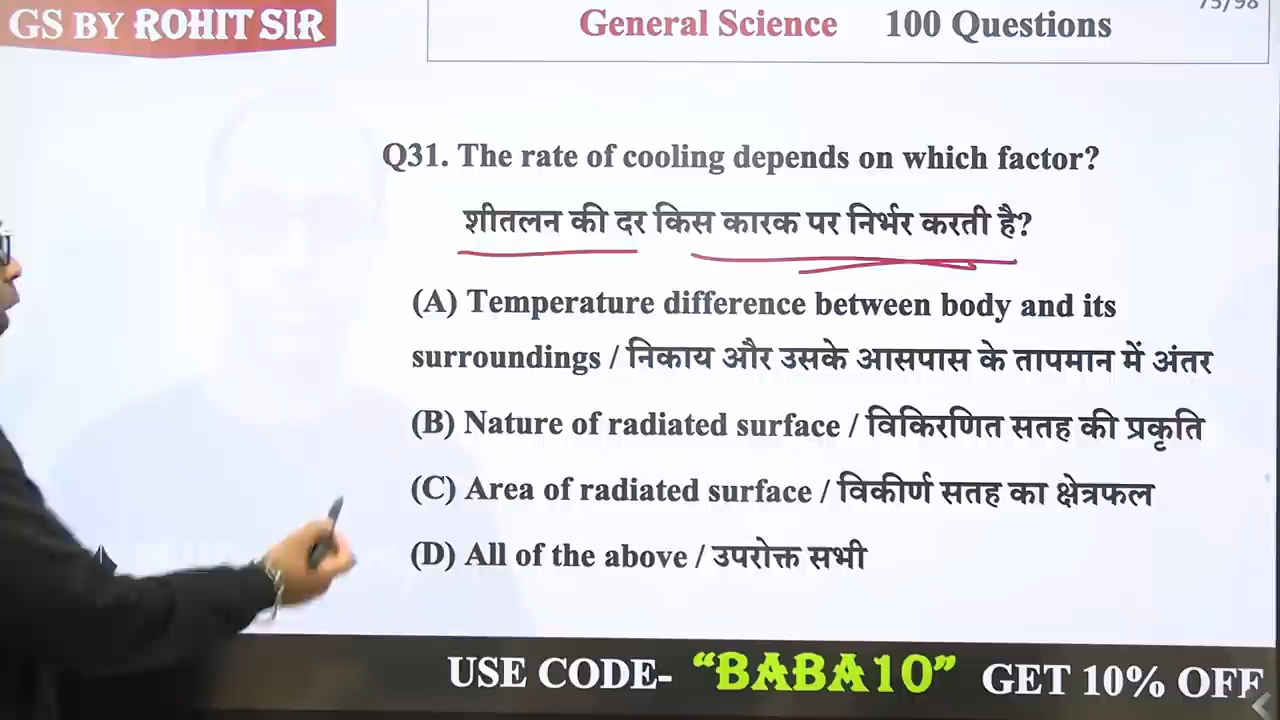 GS BY ROHIT SIR
General Science 100 Questions
75/98
Q31. The rate of cooling depends on which factor?
शीतलन की दर किस कारक पर निर्भर करती है?
(A) Temperature difference between body and its
surroundings / निकाय और उसके आसपास के तापमान में अंतर
(B) Nature of radiated surface / विकिरणित सतह की प्रकृति
(C) Area of radiated surface / विकीर्ण सतह का क्षेत्रफल
(D) All of the above / उपरोक्त सभी
USE CODE- “BABA10” GET 10% OFF